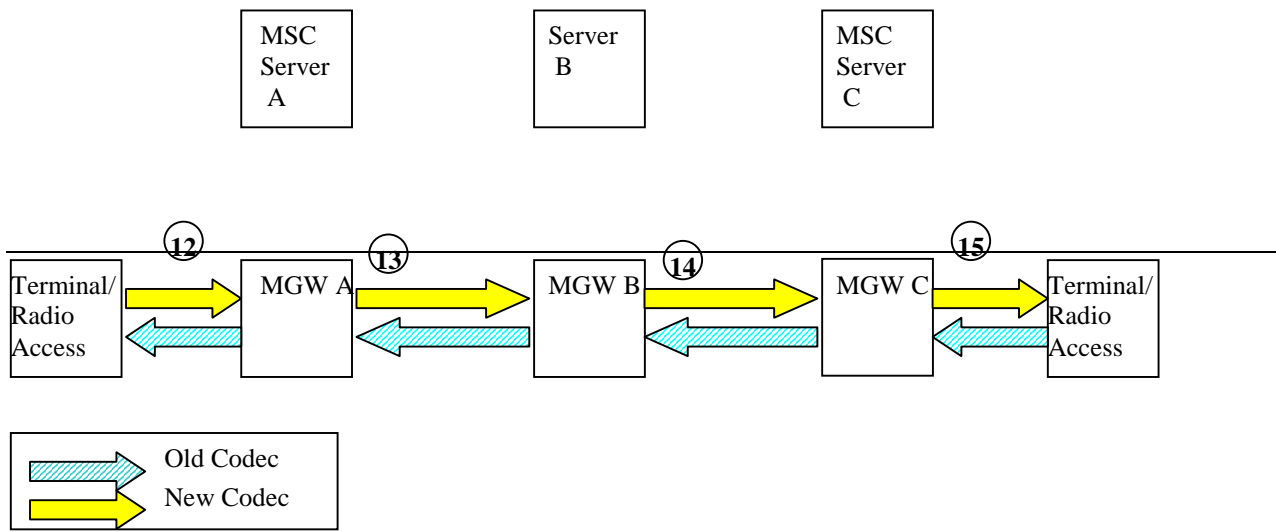 MSC
Server
A
Server
B
MSC
Server
C
12
13
14
15
Terminal/
Radio
Access
MGW A
MGW B
MGW C
Terminal/
Radio
Access
Old Codec
New Codec